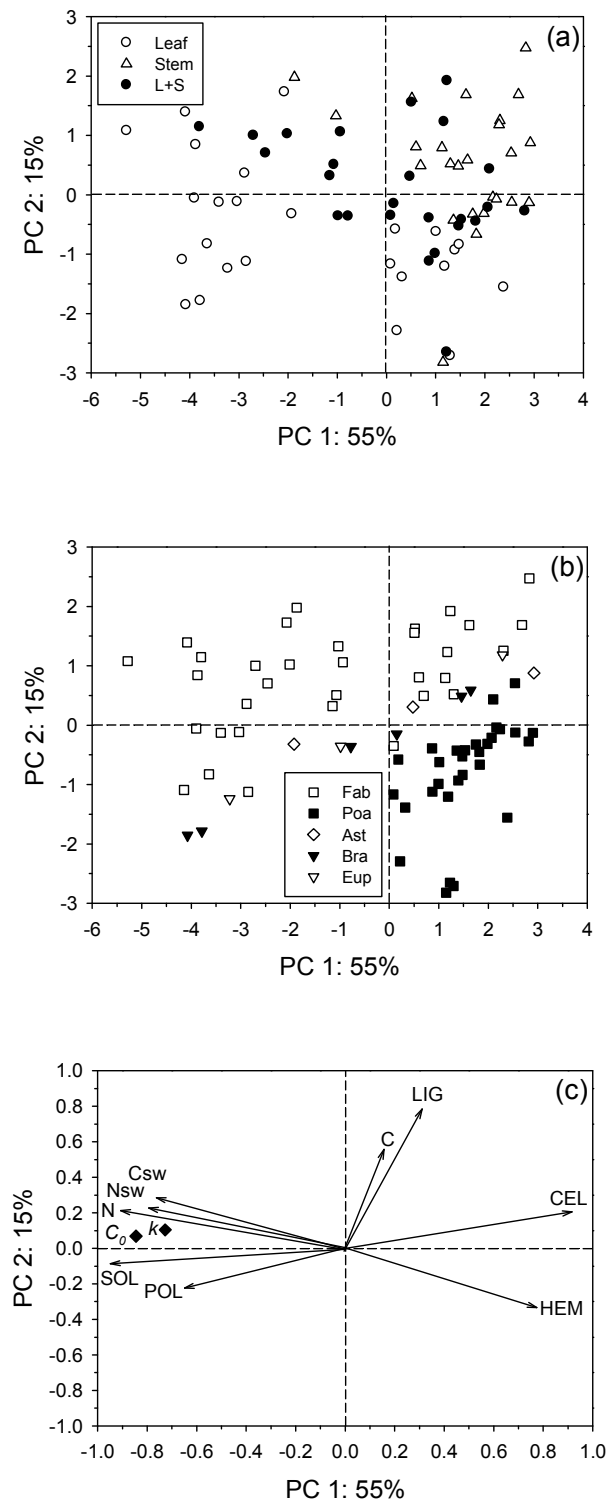 (a)
Leaf
Stem
L+S
3
2
1
0
-1
-2
-3
PC 2: 15%
-6 -5 -4 -3 -2 -1 0 1 2 3 4
PC 1: 55%
(b)
3
2
1
0
-1
-2
-3
PC 2: 15%
Fab
Poa
Ast
Bra
Eup
-6 -5 -4 -3 -2 -1 0 1 2 3 4
PC 1: 55%
(c)
1.0
0.8
0.6
0.4
0.2
0.0
-0.2
-0.4
-0.6
-0.8
-1.0
PC 2: 15%
LIG
C
Csw
Nsw
N
CEL
C0 k
SOL
POL
HEM
-1.0 -0.8 -0.6 -0.4 -0.2 0.0 0.2 0.4 0.6 0.8 1.0
PC 1: 55%